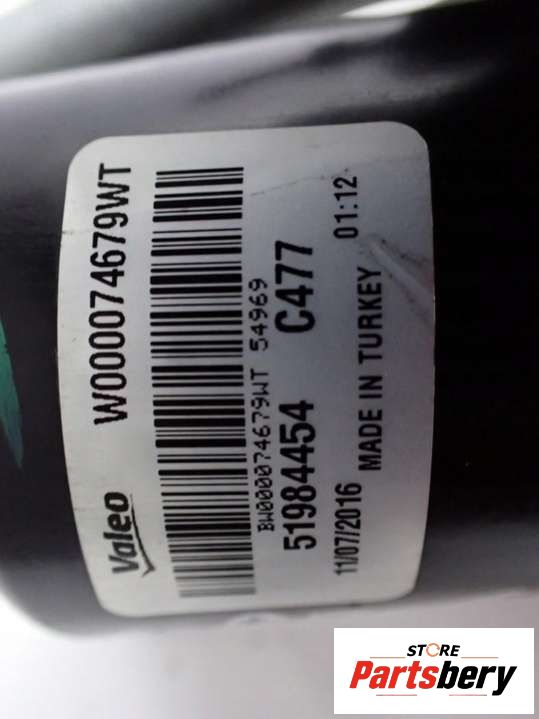 Valeo W000074679WT
BW000074679WT 54969
51984454 C477
11/07/2016 MADE IN TURKEY 01:12
STORE
Partsbery